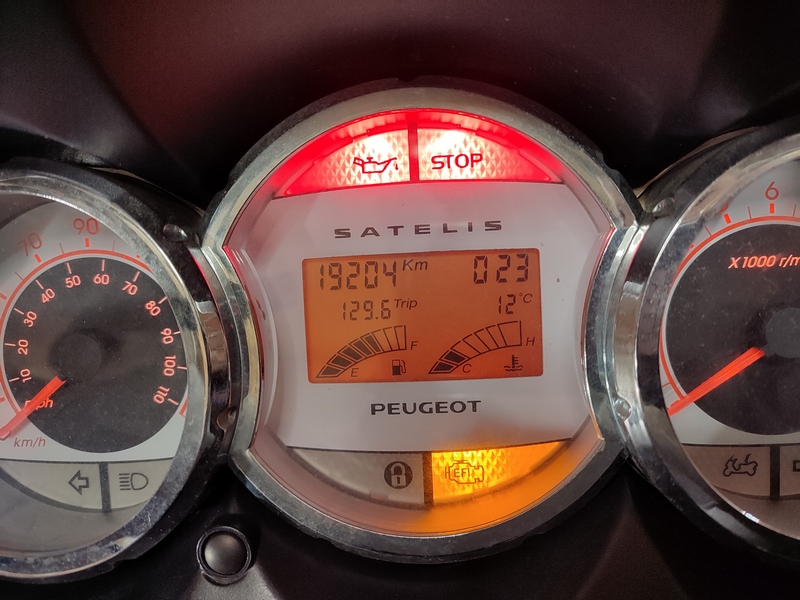 STOP
SATELIS
19204 Km 023
129.6 Trip 12°C
E F C H
PEUGEOT
EFI
70 90
10 20 30 40 50 60 70 80 90 100 110
mph
km/h
6
X1000 r/m